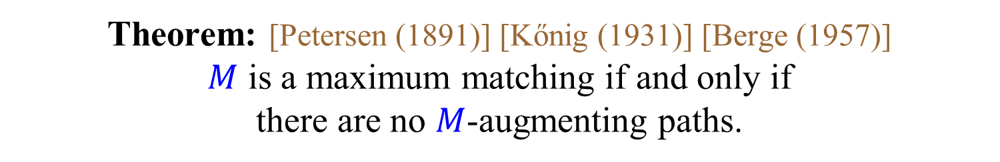 Theorem: [Petersen (1891)] [Kőnig (1931)] [Berge (1957)]
M is a maximum matching if and only if
there are no M-augmenting paths.